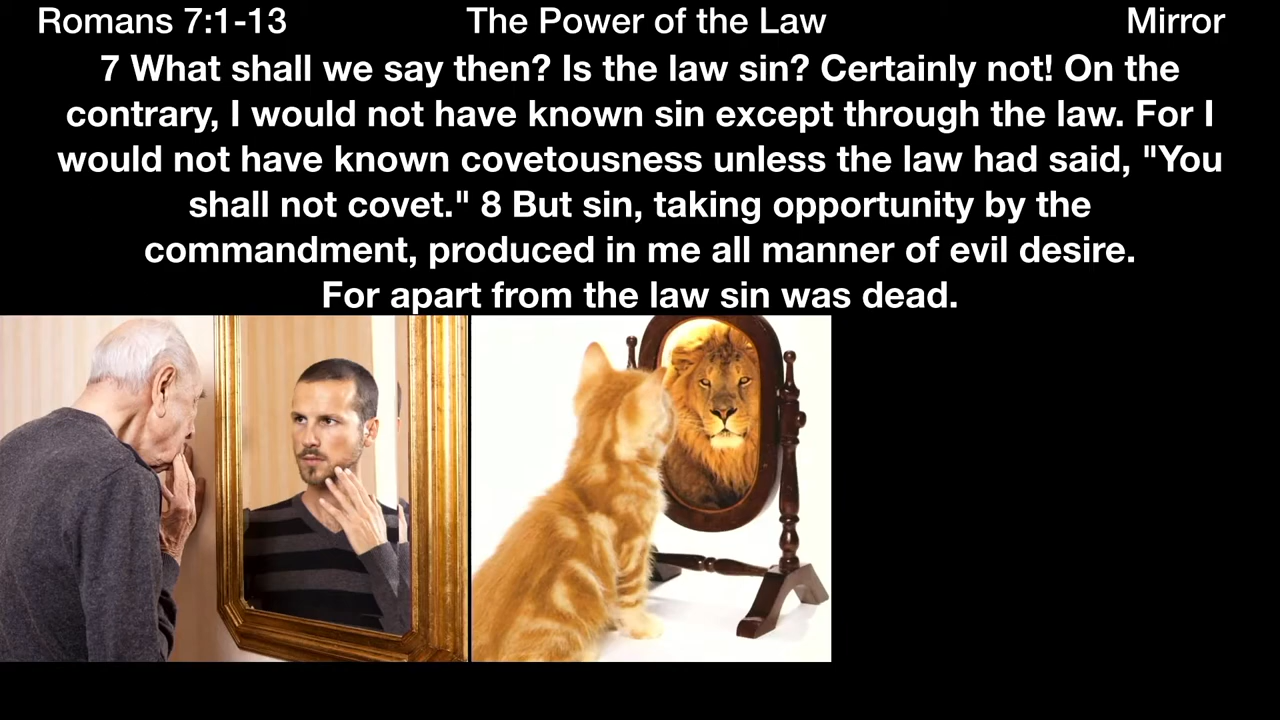 Romans 7:1-13 The Power of the Law Mirror
7 What shall we say then? Is the law sin? Certainly not! On the
contrary, I would not have known sin except through the law. For I
would not have known covetousness unless the law had said, "You
shall not covet." 8 But sin, taking opportunity by the
commandment, produced in me all manner of evil desire.
For apart from the law sin was dead.